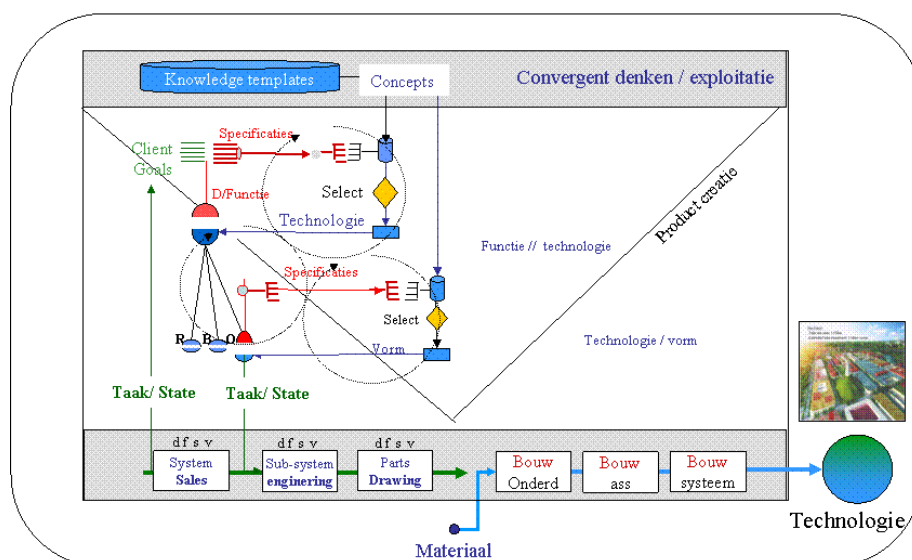 Knowledge templates
Concepts
Convergent denken / exploitatie
Specificaties
Client
Goals
D/Functie
Select
Technologie
Product creatie
Functie // technologie
Specificaties
Select
R B O
Vorm
Technologie / vorm
Taak/ State
Taak/ State
d f s v
d f s v
d f s v
System
Sales
Sub-system
enginering
Parts
Drawing
Bouw
Onderd
Bouw
ass
Bouw
systeem
Materiaal
Technologie/